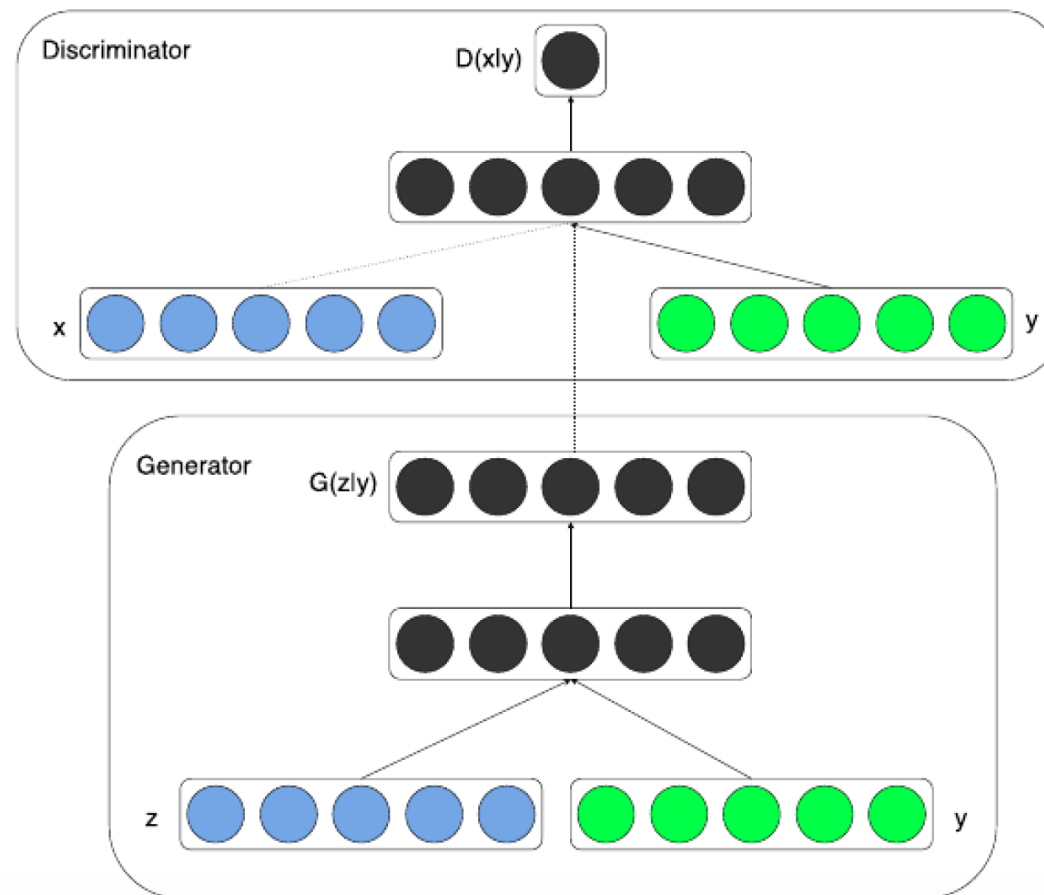 Discriminator
D(x|y)
x
y
Generator
G(z|y)
z
y